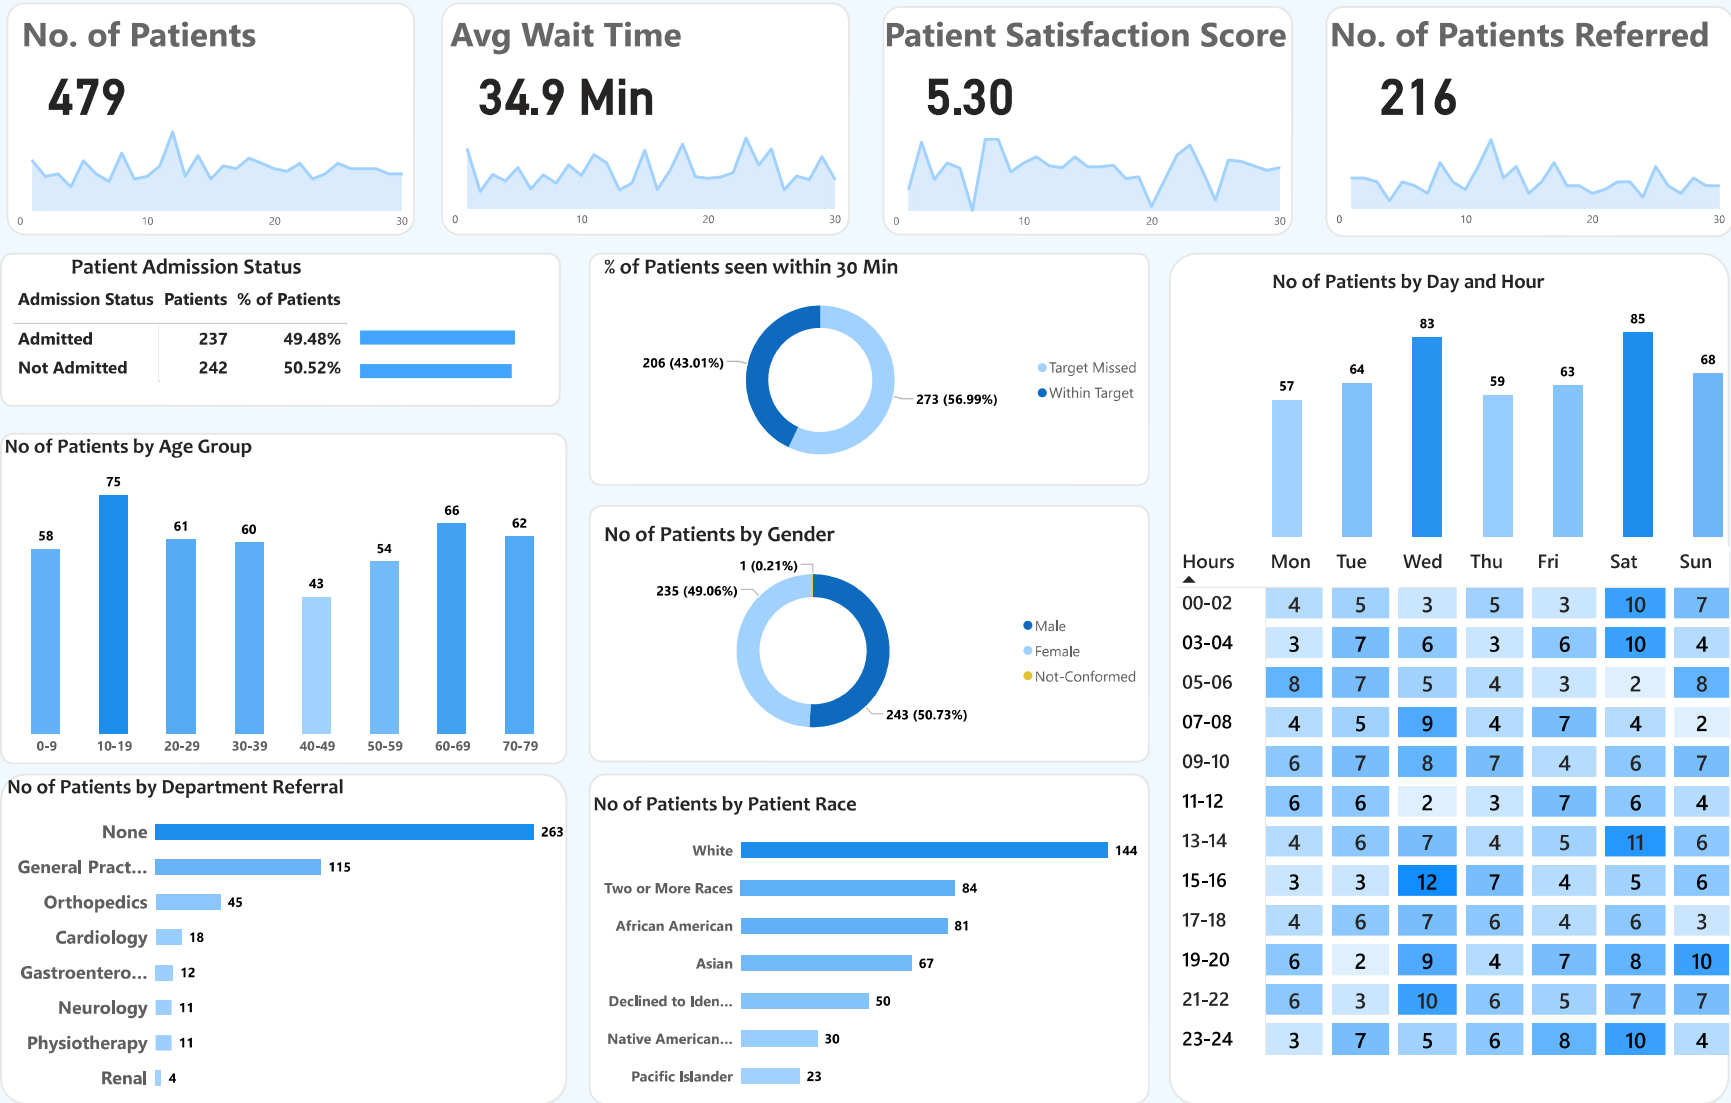 No. of Patients
479
0 10 20 30
Avg Wait Time
34.9 Min
0 10 20 30
Patient Satisfaction Score
5.30
0 10 20 30
No. of Patients Referred
216
0 10 20 30
Patient Admission Status
Admission Status Patients % of Patients
Admitted 237 49.48%
Not Admitted 242 50.52%
% of Patients seen within 30 Min
206 (43.01%)
273 (56.99%)
Target Missed
Within Target
No of Patients by Age Group
58 75 61 60 43 54 66 62
0-9 10-19 20-29 30-39 40-49 50-59 60-69 70-79
No of Patients by Gender
1 (0.21%)
235 (49.06%)
243 (50.73%)
Male
Female
Not-Conformed
No of Patients by Department Referral
None 263
General Pract... 115
Orthopedics 45
Cardiology 18
Gastroentero... 12
Neurology 11
Physiotherapy 11
Renal 4
No of Patients by Patient Race
White 144
Two or More Races 84
African American 81
Asian 67
Declined to Iden... 50
Native American... 30
Pacific Islander 23
No of Patients by Day and Hour
57 64 83 59 63 85 68
Hours Mon Tue Wed Thu Fri Sat Sun
00-02 4 5 3 5 3 10 7
03-04 3 7 6 3 6 10 4
05-06 8 7 5 4 3 2 8
07-08 4 5 9 4 7 4 2
09-10 6 7 8 7 4 6 7
11-12 6 6 2 3 7 6 4
13-14 4 6 7 4 5 11 6
15-16 3 3 12 7 4 5 6
17-18 4 6 7 6 4 6 3
19-20 6 2 9 4 7 8 10
21-22 6 3 10 6 5 7 7
23-24 3 7 5 6 8 10 4